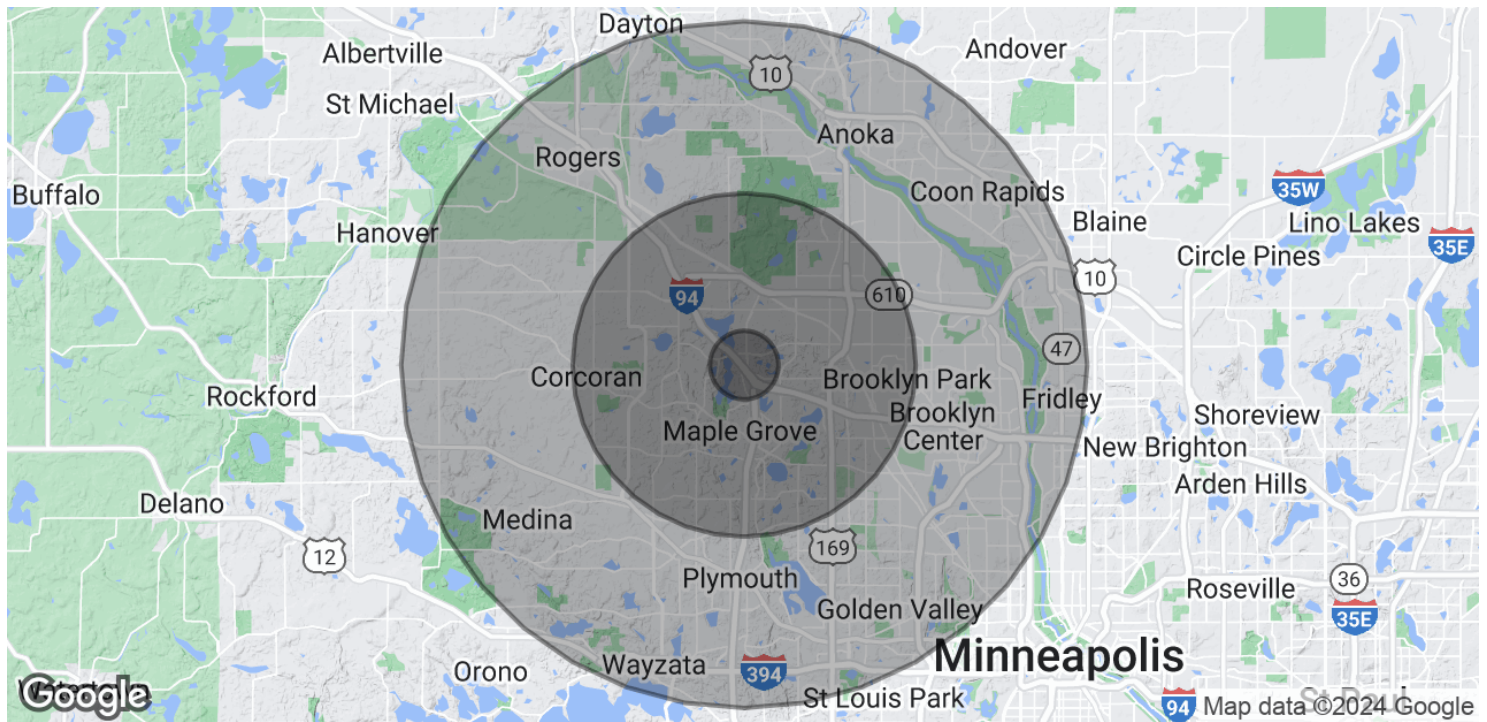 Dayton
Albertville
Andover
10
St Michael
Anoka
Rogers
Coon Rapids
35W
Buffalo
Blaine
Lino Lakes
Hanover
35E
Circle Pines
10
94
610
47
Corcoran
Brooklyn Park
Rockford
Fridley
Brooklyn
Center
Shoreview
Maple Grove
New Brighton
Arden Hills
Delano
Medina
12
169
Plymouth
36
Roseville
Golden Valley
35E
Minneapolis
Wayzata
394
Orono
St Louis Park
Watertown
Google
94
St Paul
Map data ©2024 Google